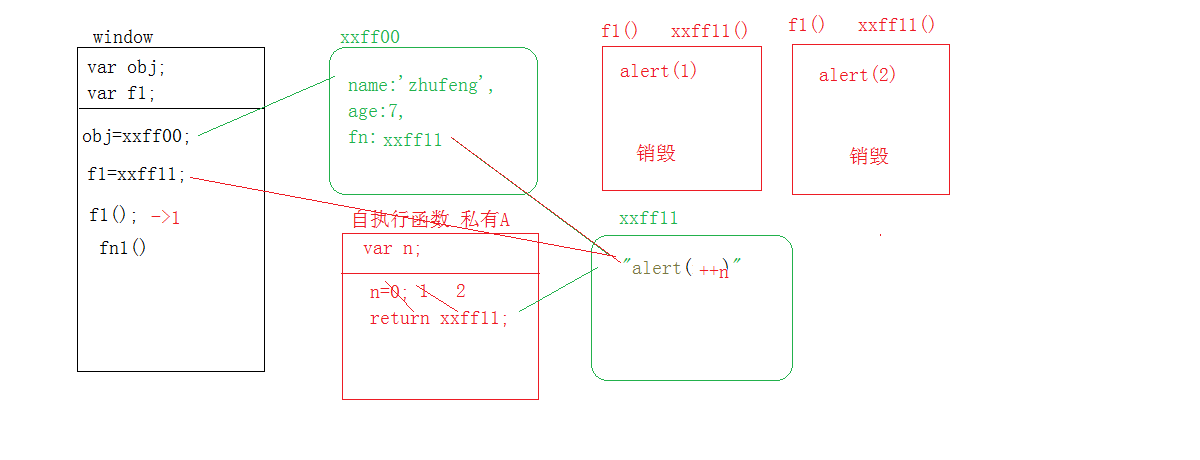 window
var obj;
var f1;
obj=xxff00;
f1=xxff11;
f1(); ->1
fn1()
xxff00
name:'zhufeng',
age:7,
fn: xxff11
f1() xxff11()
alert(1)
销毁
f1() xxff11()
alert(2)
销毁
自执行函数 私有A
var n;
n=0; 1 2
return xxff11;
xxff11
"alert( ++n )"